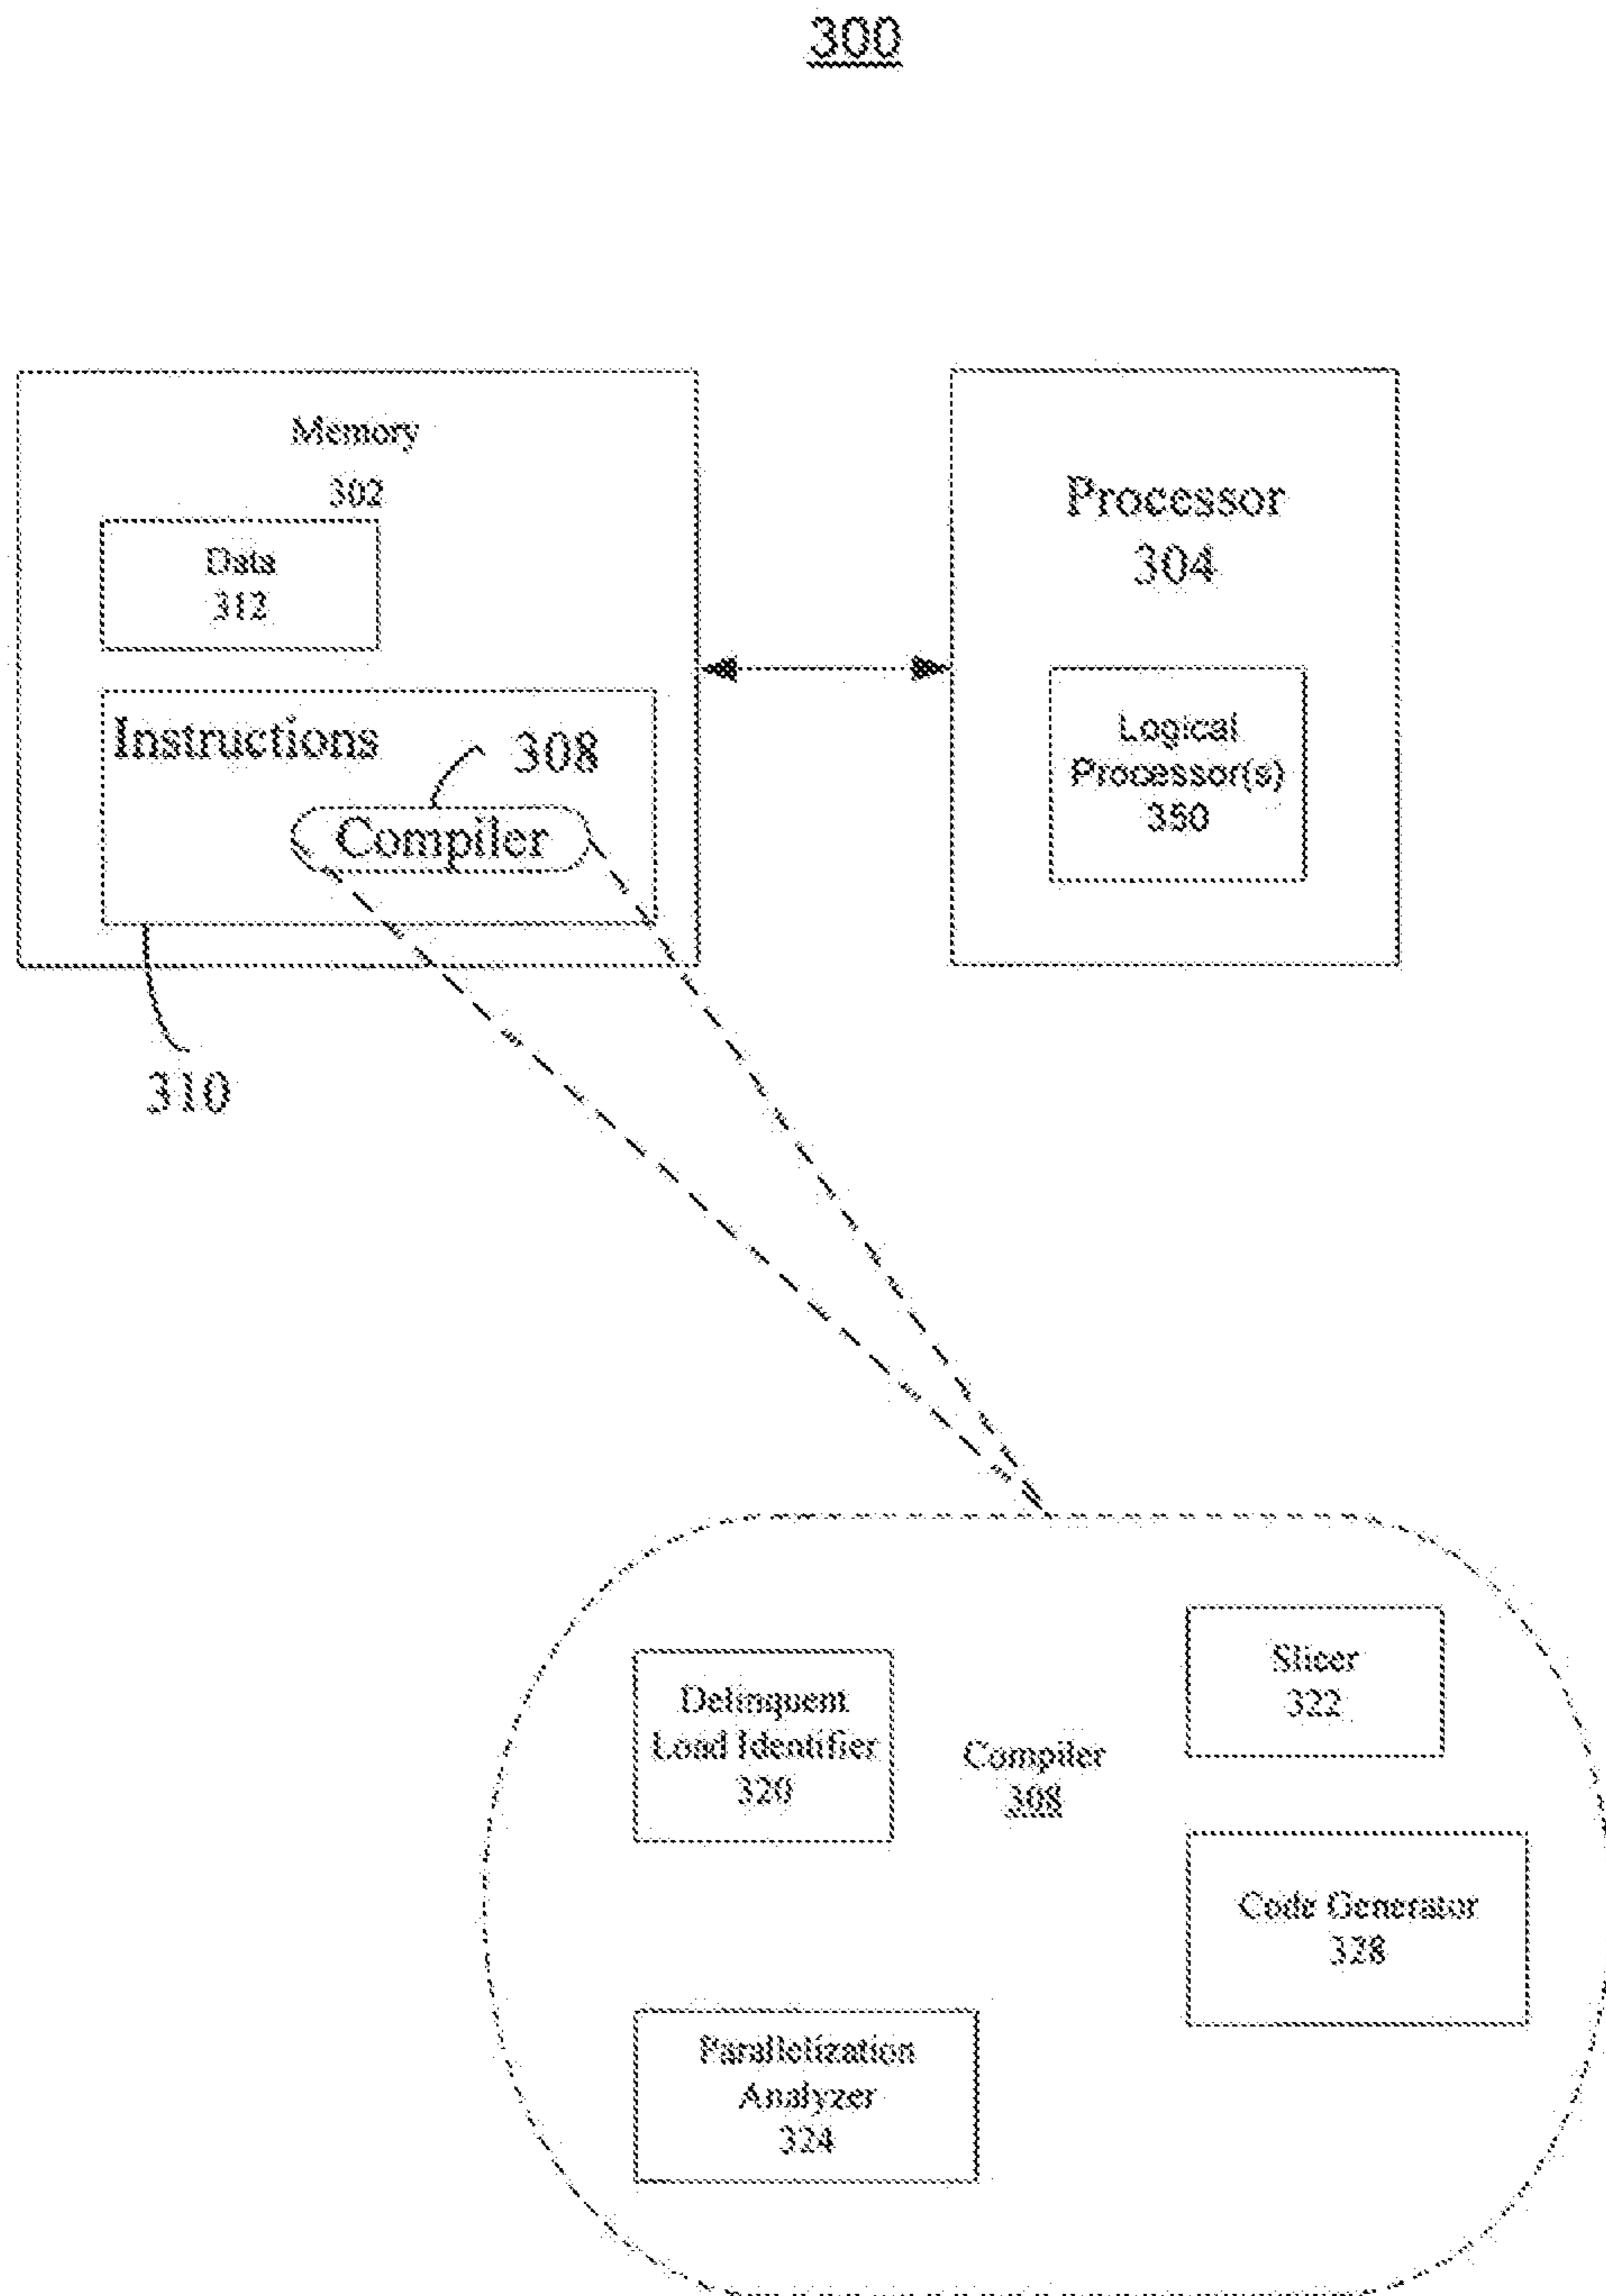 300
Memory
302
Data
312
Instructions
308
Compiler
310
Processor
304
Logical
Processor(s)
350
Delinquent
Load Identifier
320
Compiler
308
Slicer
322
Code Generator
328
Parallelization
Analyzer
324